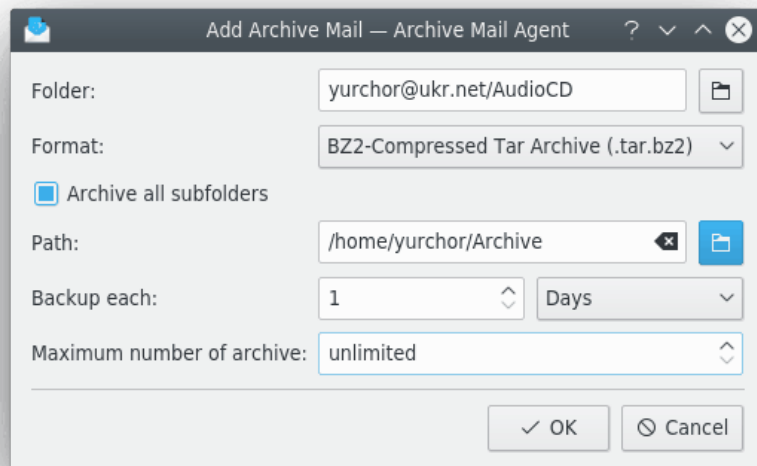 Add Archive Mail — Archive Mail Agent
Folder: yurchor@ukr.net/AudioCD
Format: BZ2-Compressed Tar Archive (.tar.bz2)
Archive all subfolders
Path: /home/yurchor/Archive
Backup each: 1 Days
Maximum number of archive: unlimited
OK Cancel